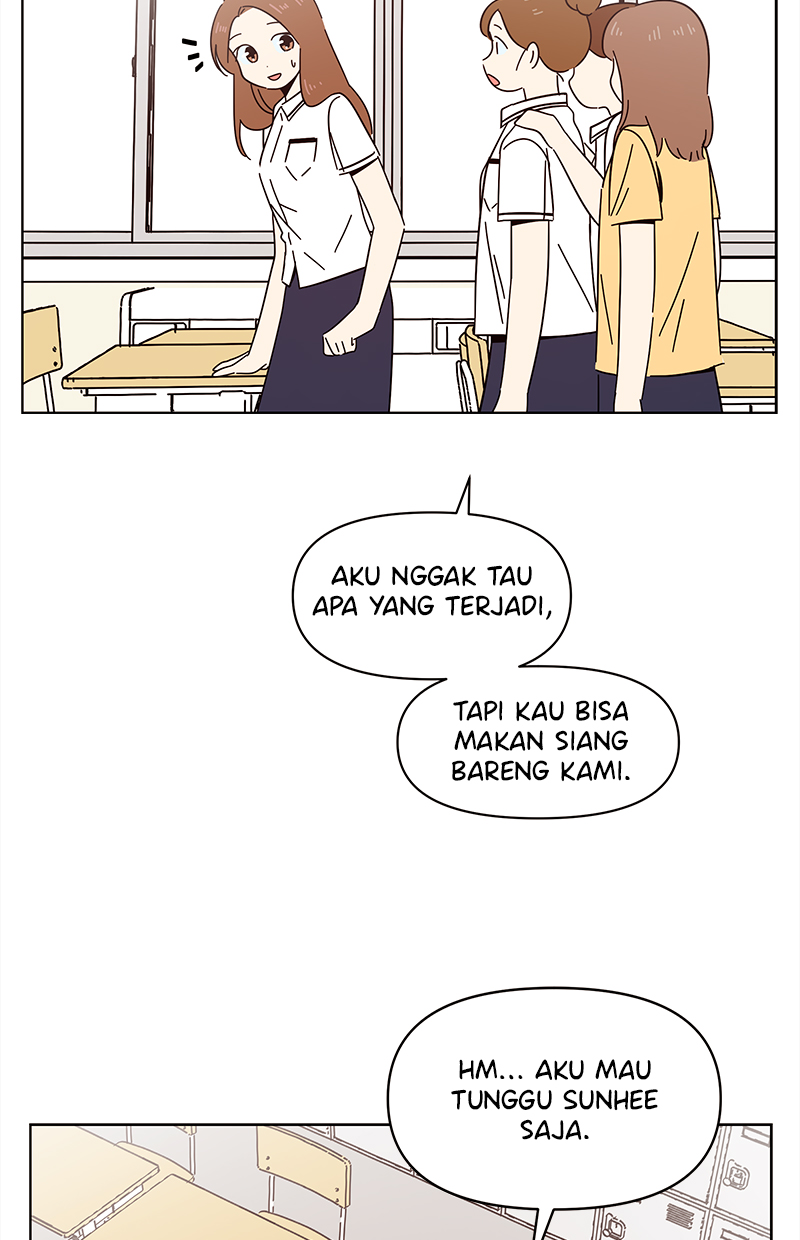 AKU NGGAK TAU
APA YANG TERJADI,
TAPI KAU BISA
MAKAN SIANG
BARENG KAMI.
HM... AKU MAU
TUNGGU SUNHEE
SAJA.